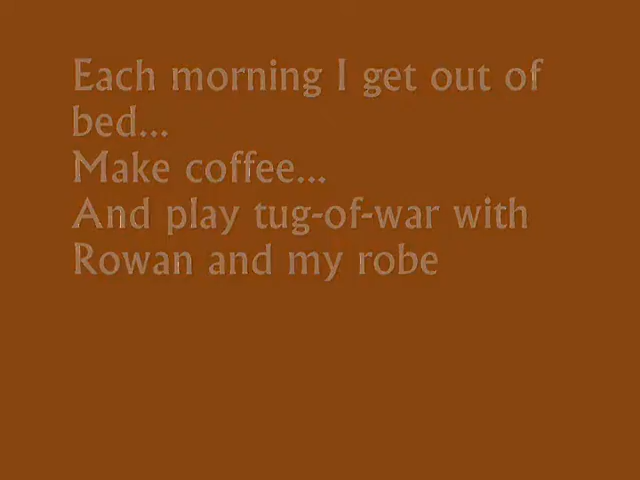 Each morning I get out of
bed...
Make coffee...
And play tug-of-war with
Rowan and my robe